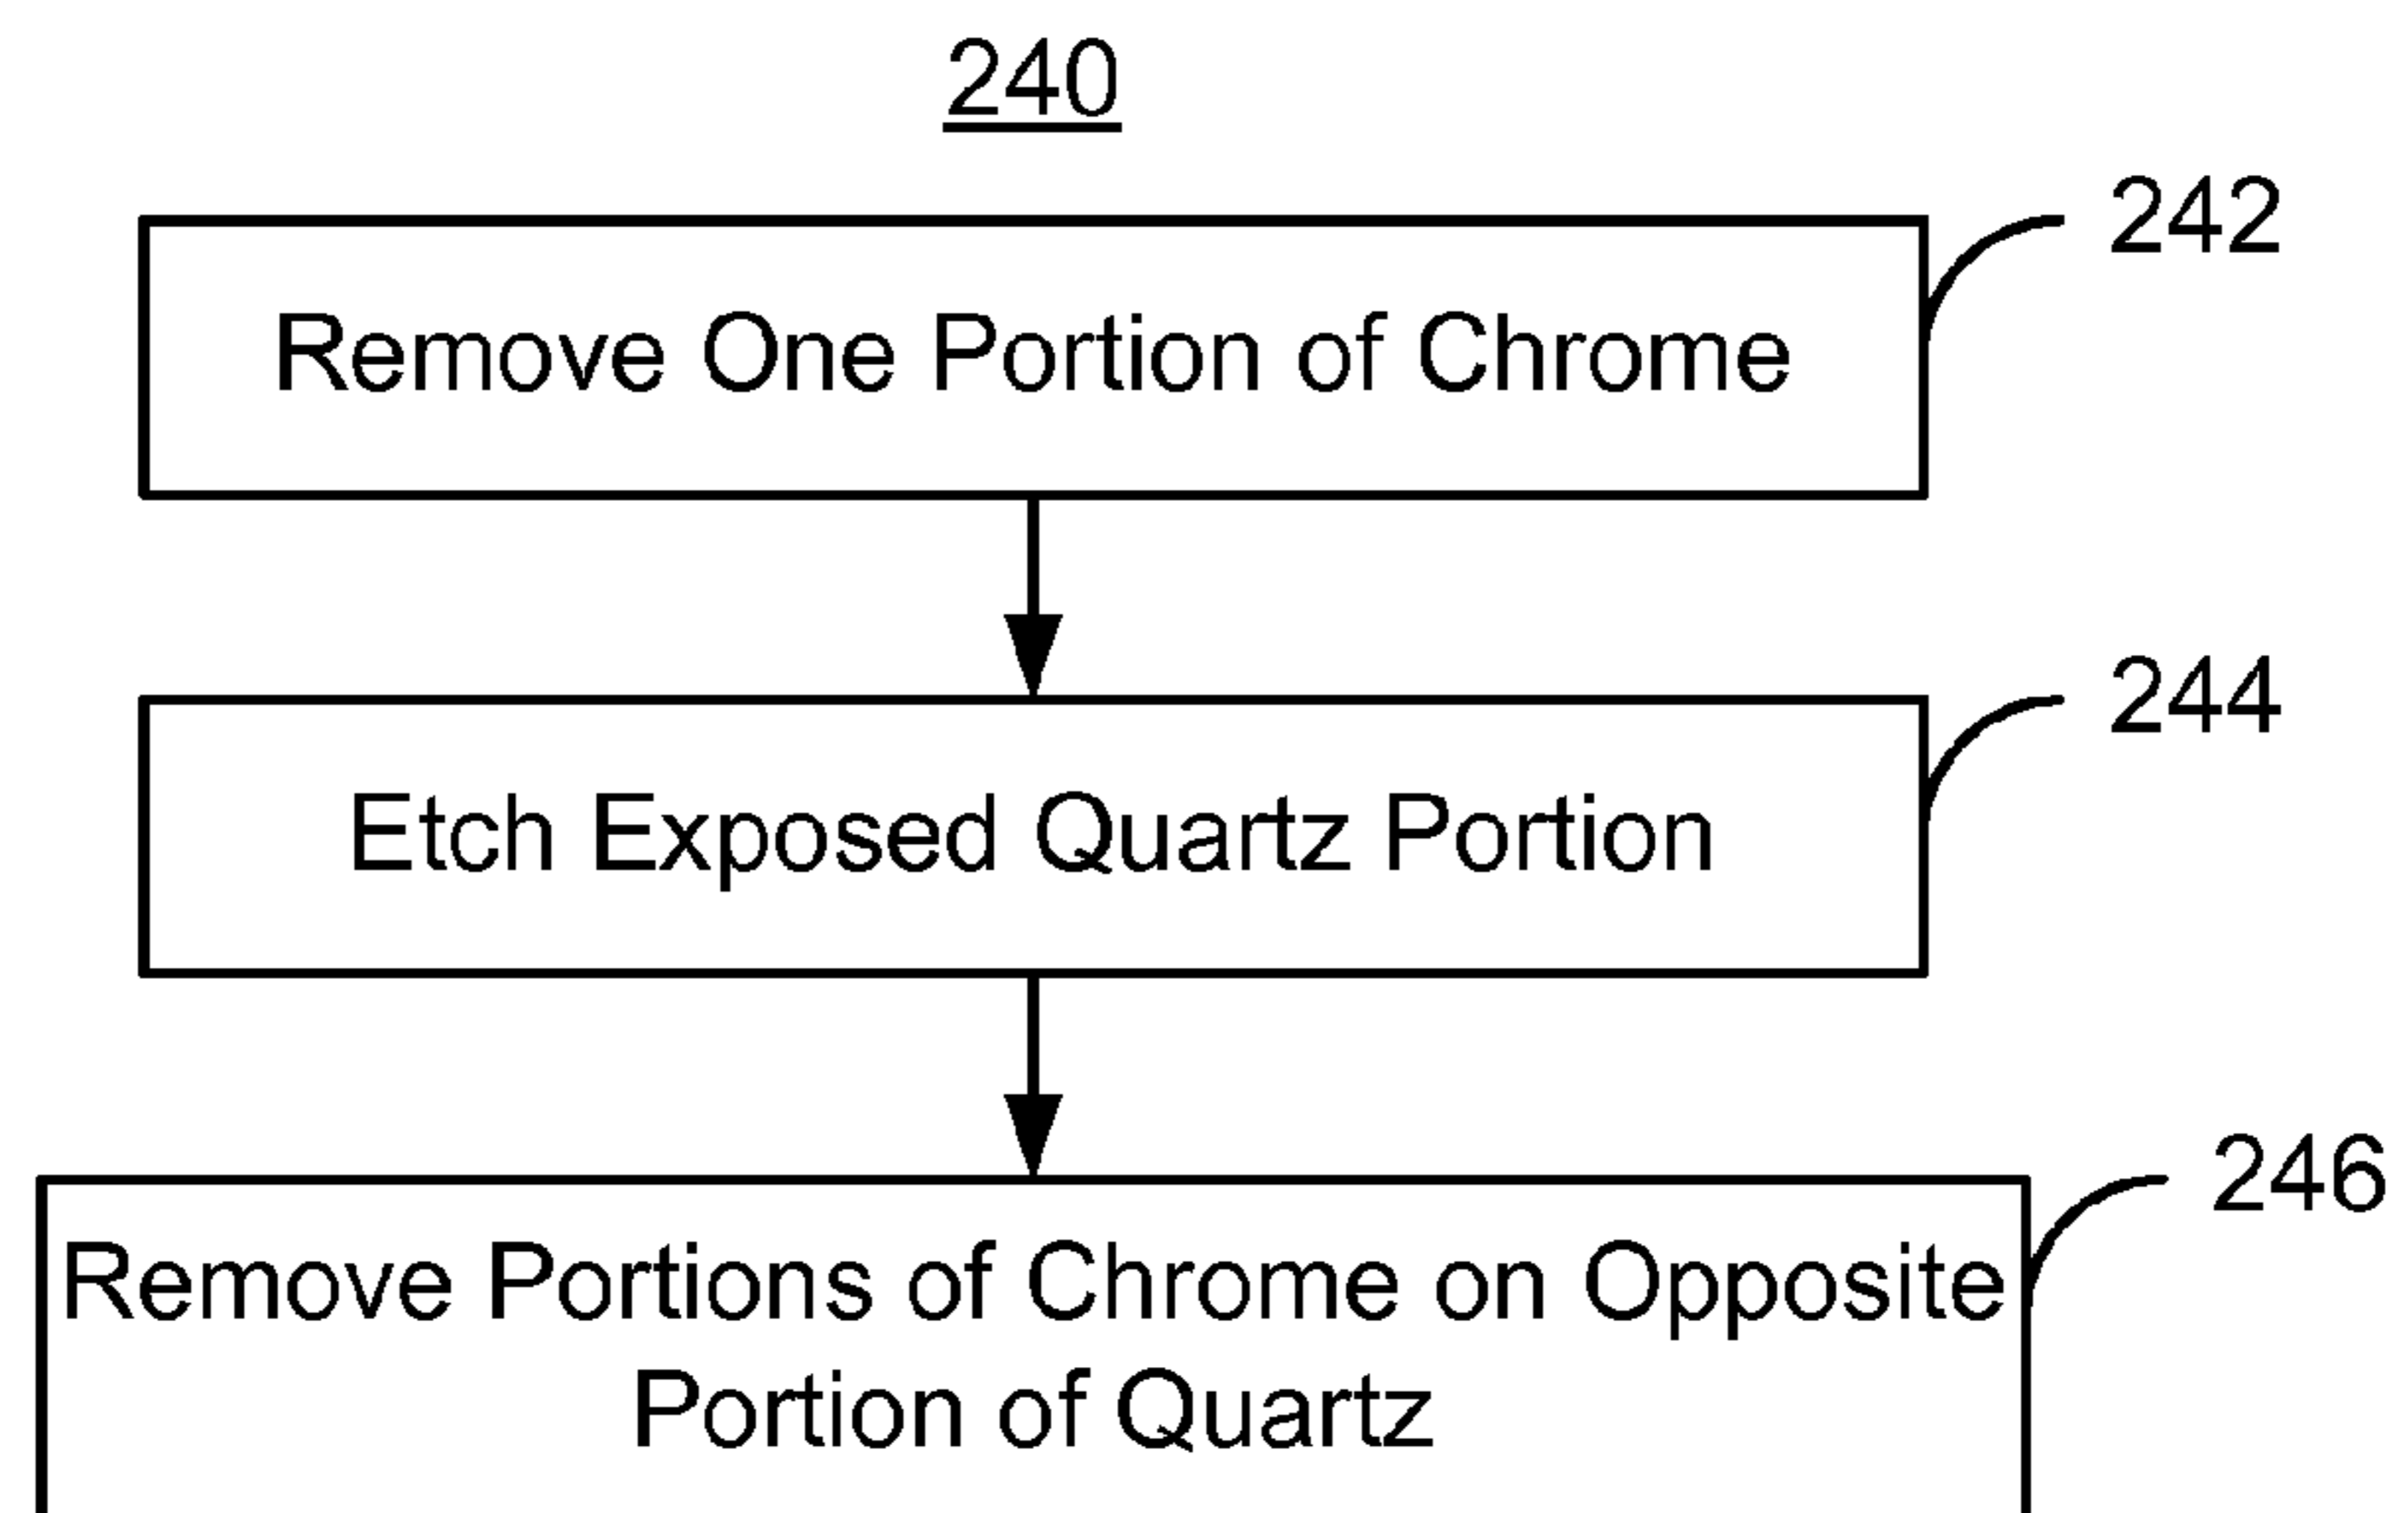 240
242
Remove One Portion of Chrome
244
Etch Exposed Quartz Portion
246
Remove Portions of Chrome on Opposite
Portion of Quartz